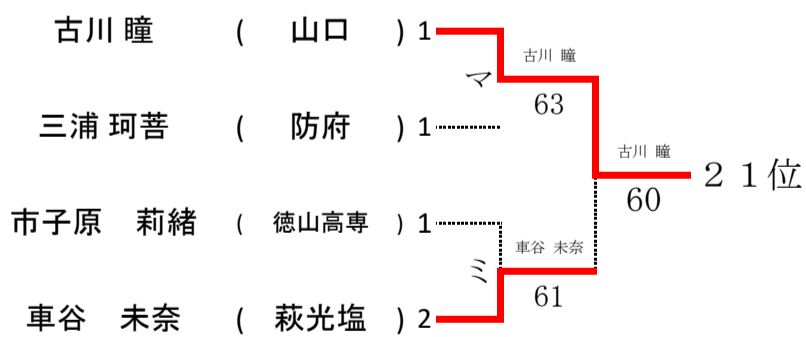 古川 瞳 ( 山口 ) 1
古川 瞳
マ
63
三浦 珂菩 ( 防府 ) 1
古川 瞳
２１位
60
市子原 莉緒 ( 徳山高専 ) 1
車谷 未奈
ミ
61
車谷 未奈 ( 萩光塩 ) 2